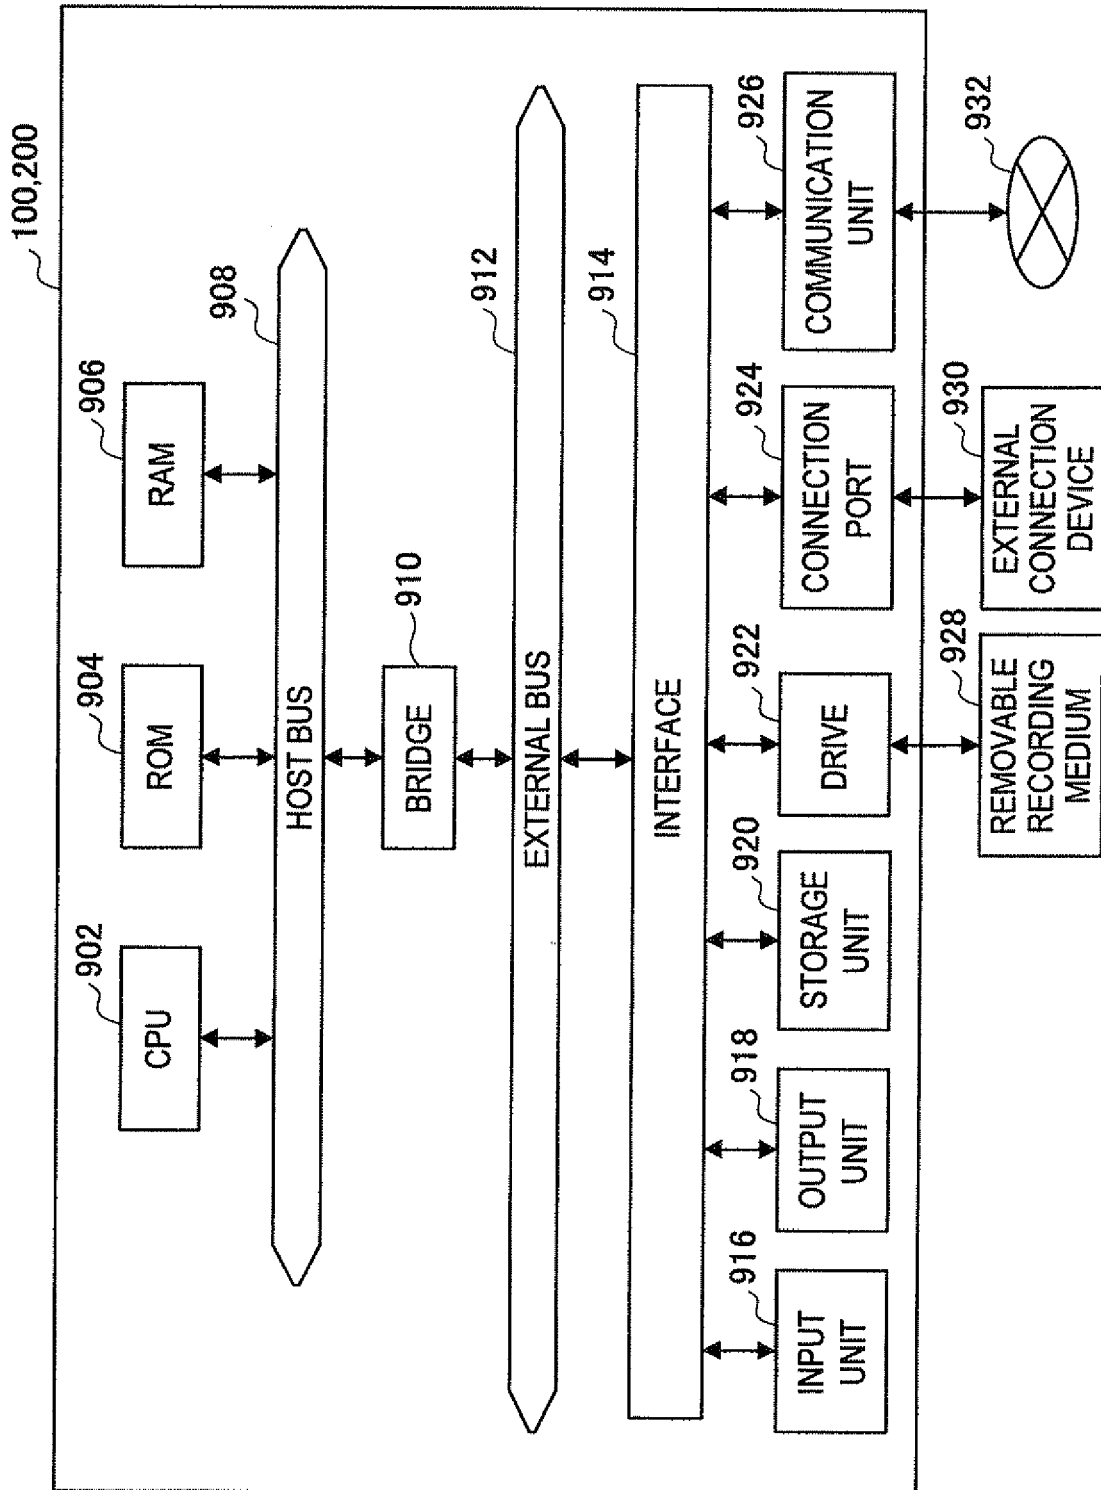 100,200
902
904
906
CPU
ROM
RAM
908
HOST BUS
910
BRIDGE
912
EXTERNAL BUS
914
INTERFACE
916
918
920
922
924
926
INPUT
UNIT
OUTPUT
UNIT
STORAGE
UNIT
DRIVE
CONNECTION
PORT
COMMUNICATION
UNIT
928
930
932
REMOVABLE
RECORDING
MEDIUM
EXTERNAL
CONNECTION
DEVICE